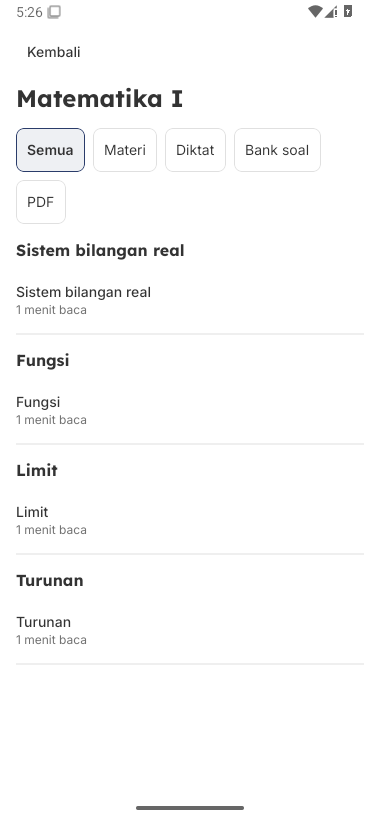 5:26
Kembali
Matematika I
Semua
Materi
Diktat
Bank soal
PDF
Sistem bilangan real
Sistem bilangan real
1 menit baca
Fungsi
Fungsi
1 menit baca
Limit
Limit
1 menit baca
Turunan
Turunan
1 menit baca